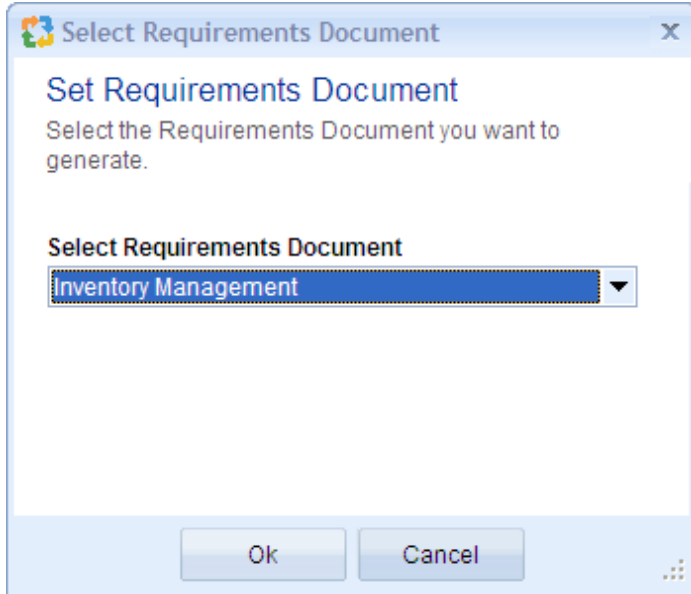 Select Requirements Document
Set Requirements Document
Select the Requirements Document you want to
generate.
Select Requirements Document
Inventory Management
Ok
Cancel